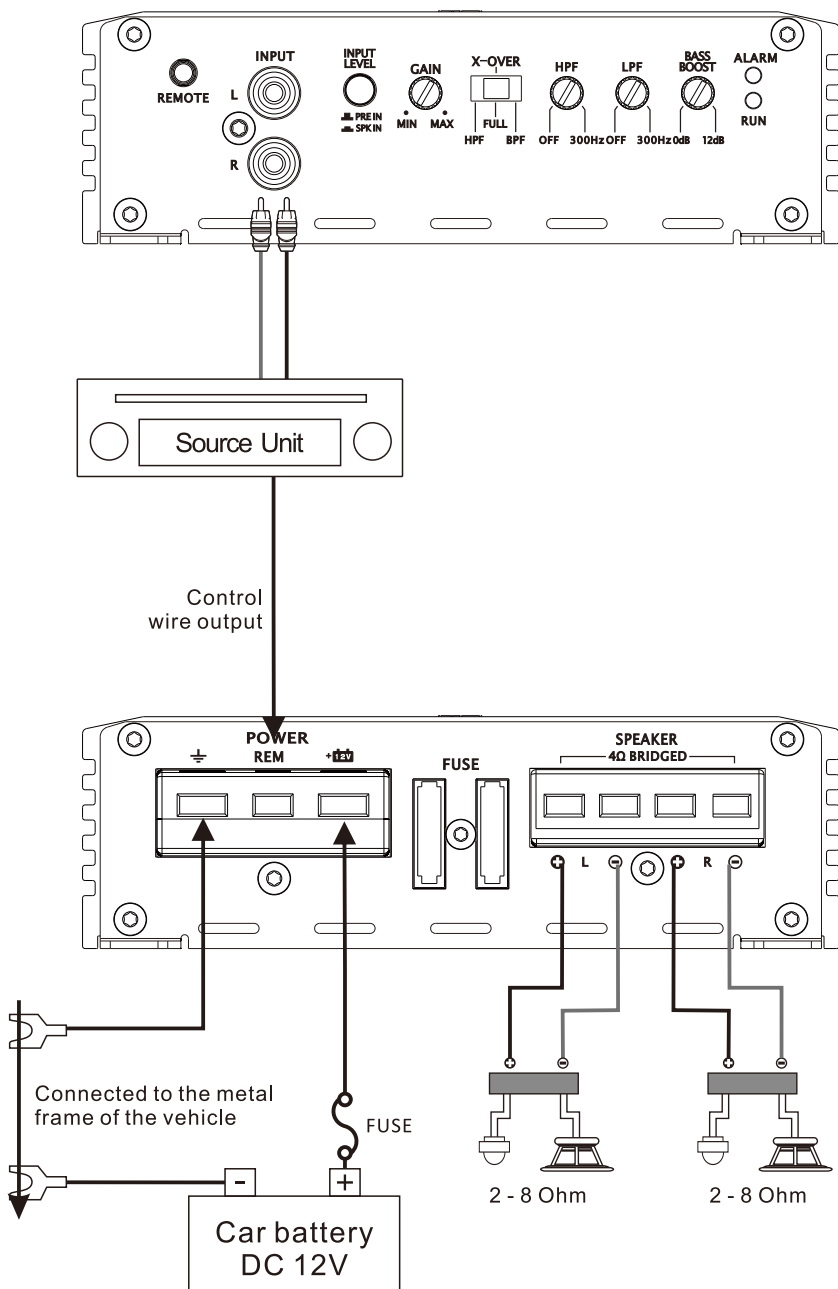 REMOTE
INPUT
L
R
INPUT
LEVEL
PRE IN
SPK IN
GAIN
MIN MAX
X-OVER
FULL
HPF BPF
HPF
OFF 300Hz
LPF
OFF 300Hz
BASS
BOOST
0dB 12dB
ALARM
RUN
Source Unit
Control
wire output
POWER
REM
+ 12V
FUSE
SPEAKER
4Ω BRIDGED
+ L - + R -
+ - + -
Connected to the metal
frame of the vehicle
FUSE
- +
Car battery
DC 12V
2 - 8 Ohm 2 - 8 Ohm